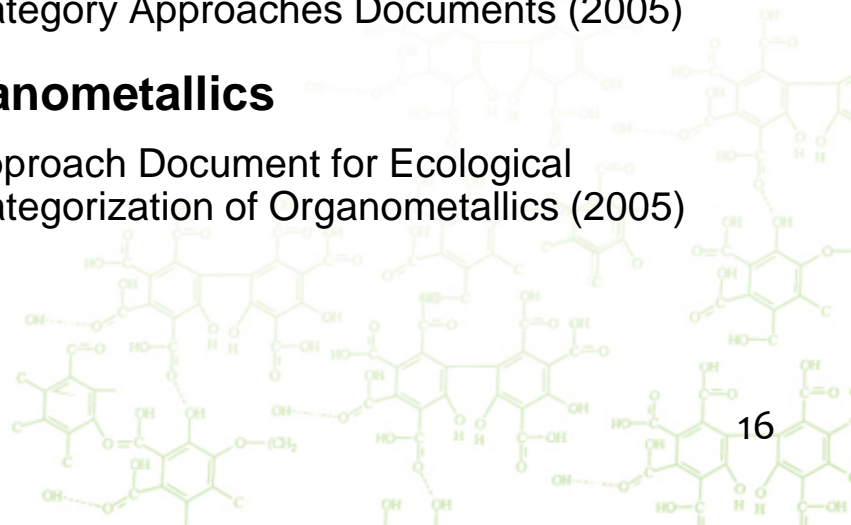 ategory Approaches Documents (2005)
anometallics
pproach Document for Ecological
ategorization of Organometallics (2005)
16